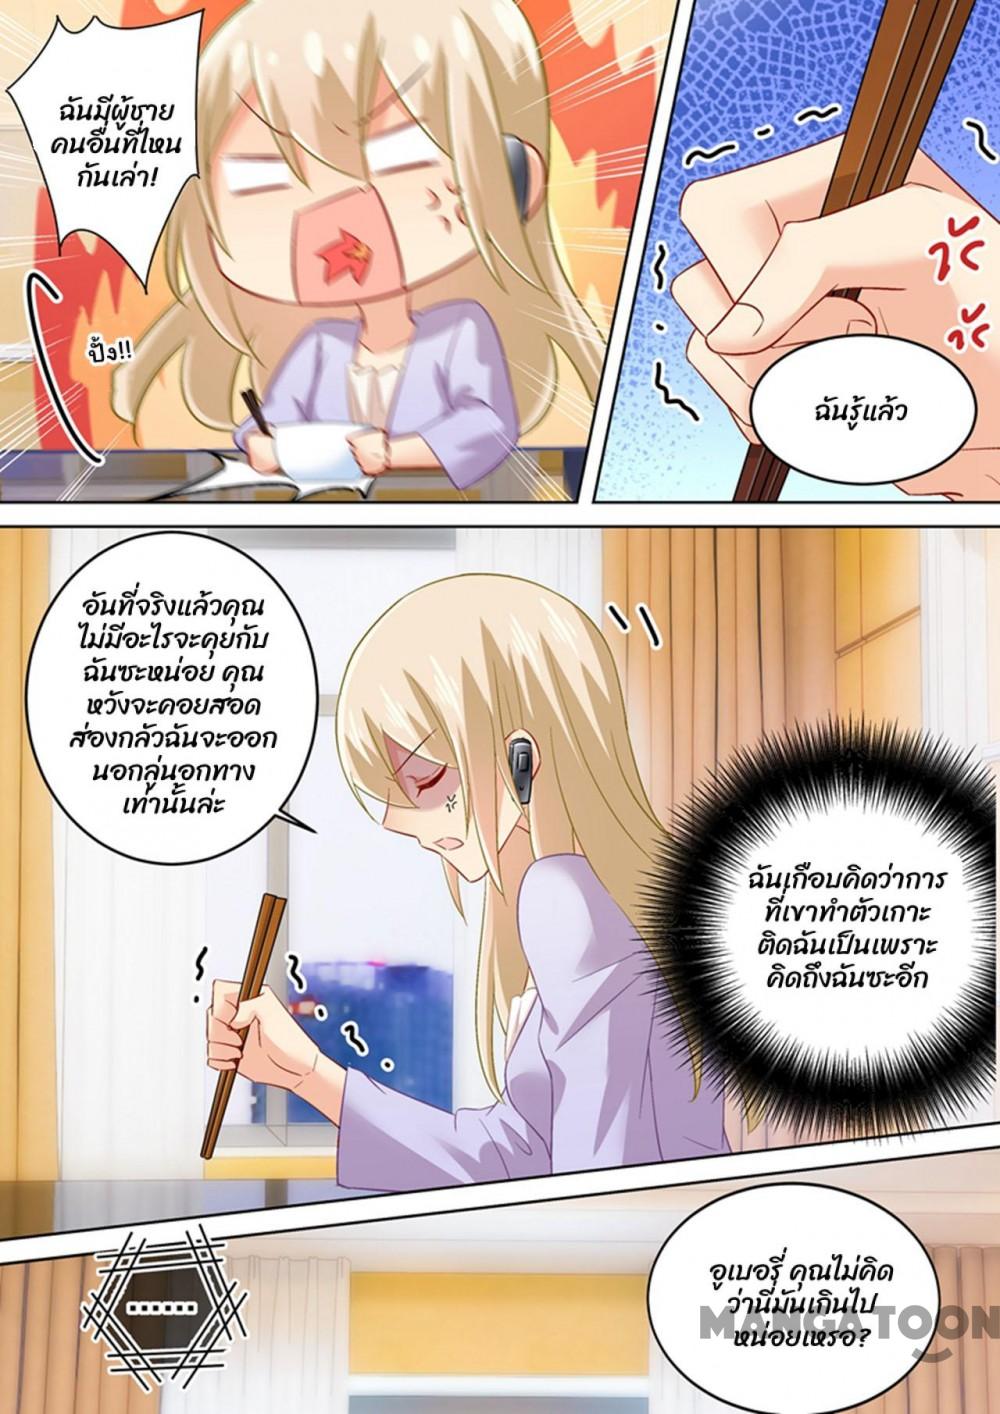 ฉันมีผู้ชาย
คนอื่นที่ไหน
กันเล่า!
ปั้ง!!
วัก
วัก
ฉันรู้แล้ว
อันที่จริงแล้วคุณ
ไม่มีอะไรจะคุยกับ
ฉันซะหน่อย คุณ
หวังจะคอยสอด
ส่องกลัวฉันจะออก
นอกลู่นอกทาง
เท่านั้นล่ะ
ฉันเกือบคิดว่าการ
ที่เขาทำตัวเกาะ
ติดฉันเป็นเพราะ
คิดถึงฉันซะอีก
.......
อูเบอรี่ คุณไม่คิด
ว่านี่มันเกินไป
หน่อยเหรอ?
MANGATOON